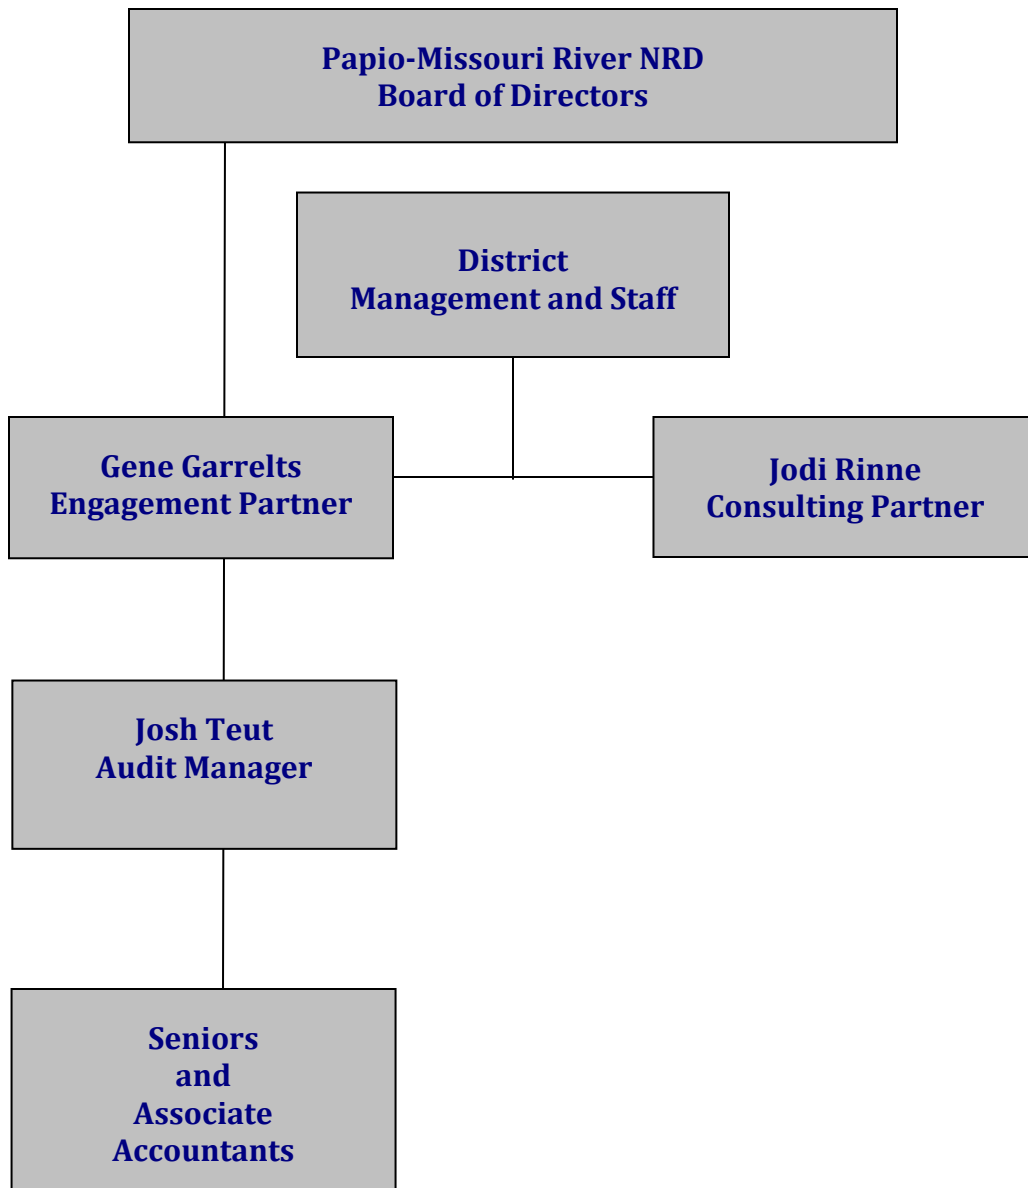 Papio-Missouri River NRD
Board of Directors
District
Management and Staff
Gene Garrelts
Engagement Partner
Jodi Rinne
Consulting Partner
Josh Teut
Audit Manager
Seniors
and
Associate
Accountants